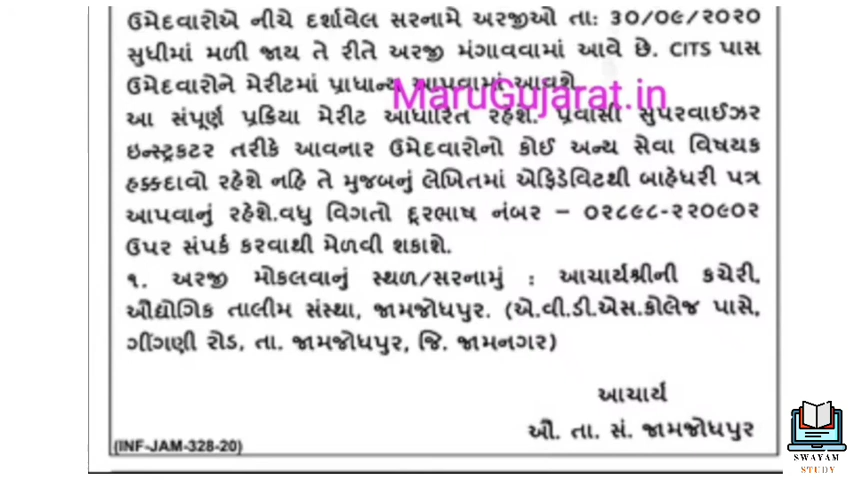 ઉમેદવારોએ નીચે દર્શાવેલ સરનામે અરજીઓ તા: ૩૦/૦૯/૨૦૨૦
સુધીમાં મળી જાય તે રીતે અરજી મંગાવવામાં આવે છે. CITS પાસ
ઉમેદવારોને મેરીટમાં પ્રાધાન્ય આપવામાં આવશે
MaruGujarat.in
આ સંપૂર્ણ પ્રક્રિયા મેરીટ આધારિત રહેશે. પ્રવાસી સુપરવાઈઝર
ઇન્સ્ટ્રકટર તરીકે આવનાર ઉમેદવારોનો કોઈ અન્ય સેવા વિષયક
હક્કદાવો રહેશે નહિ તે મુજબનું લેખિતમાં એફિડેવિટથી બાહેધરી પત્ર
આપવાનું રહેશે.વધુ વિગતો દૂરભાષ નંબર – ૦૨૮૯૮-૨૨૦૯૦૨
ઉપર સંપર્ક કરવાથી મેળવી શકાશે.
૧. અરજી મોકલવાનું સ્થળ/સરનામું : આચાર્યશ્રીની કચેરી,
ઔદ્યોગિક તાલીમ સંસ્થા, જામજોધપુર. (એ.વી.ડી.એસ.કોલેજ પાસે,
ગીંગણી રોડ, તા. જામજોધપુર, જિ. જામનગર)
આચાર્ય
ઔ. તા. સં. જામજોધપુર
(INF-JAM-328-20)
SWAYAM
STUDY